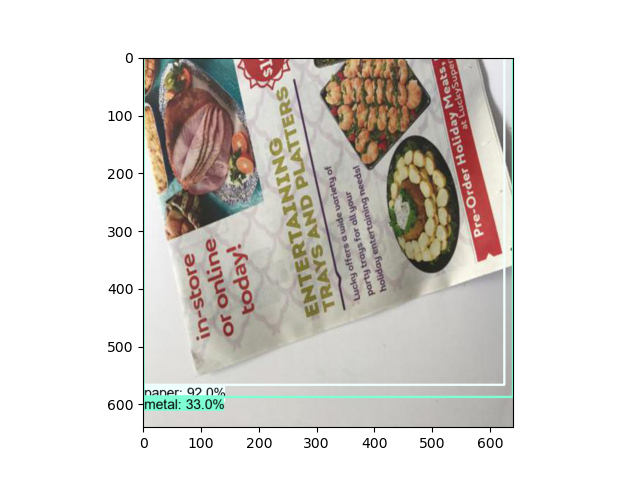 in-store
or online
today!
ENTERTAINING
TRAYS AND PLATTERS
Lucky offers a wide variety of
party trays for all your
holiday entertaining needs!
Pre-Order Holiday Meats,
at LuckySuper
paper: 92.0%
metal: 33.0%
0
100
200
300
400
500
600
0
100
200
300
400
500
600